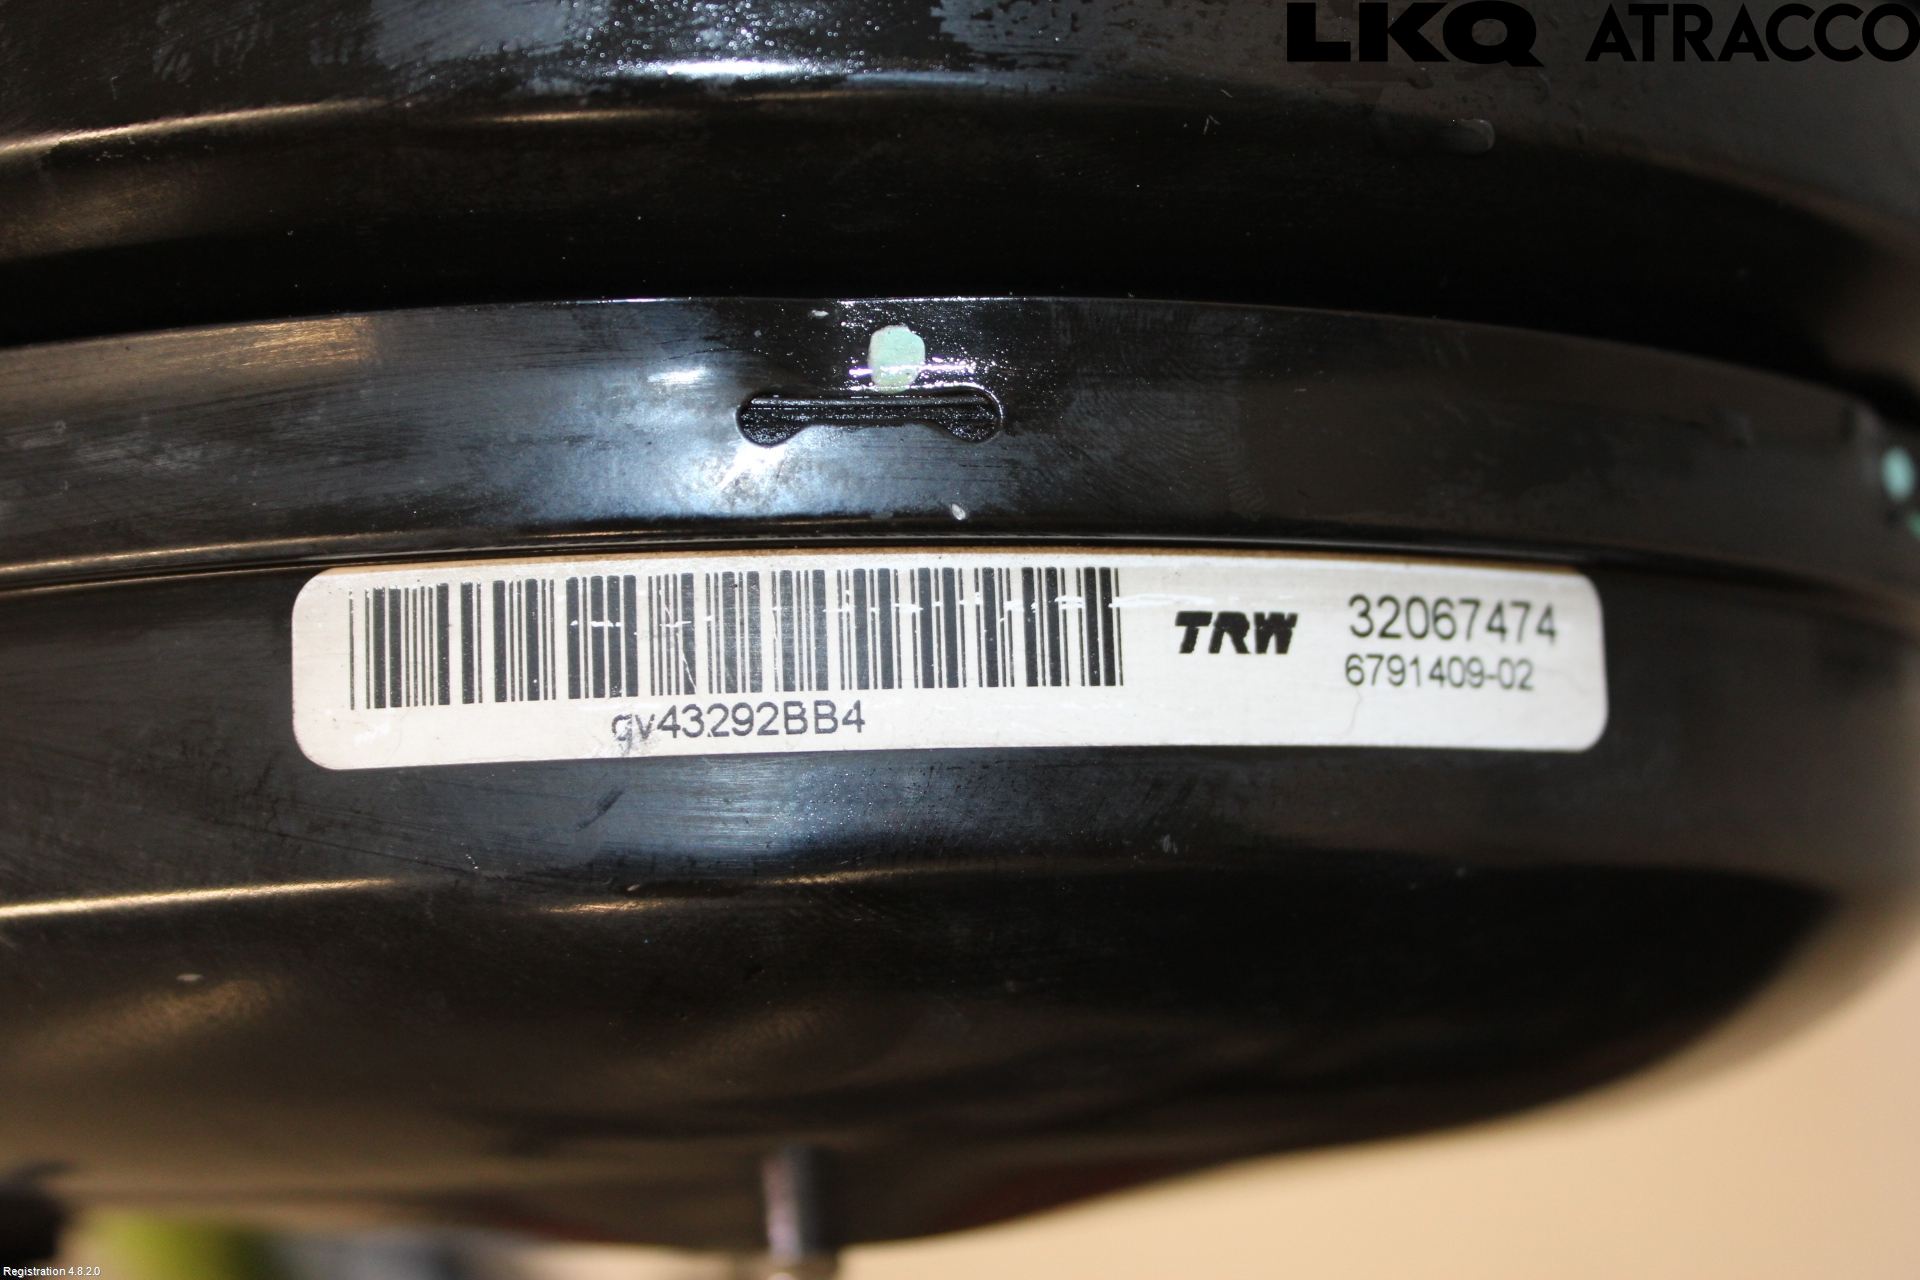 LKQ ATRACCO
TRW 32067474
6791409-02
gv43292BB4
Registration 4.8.2.0